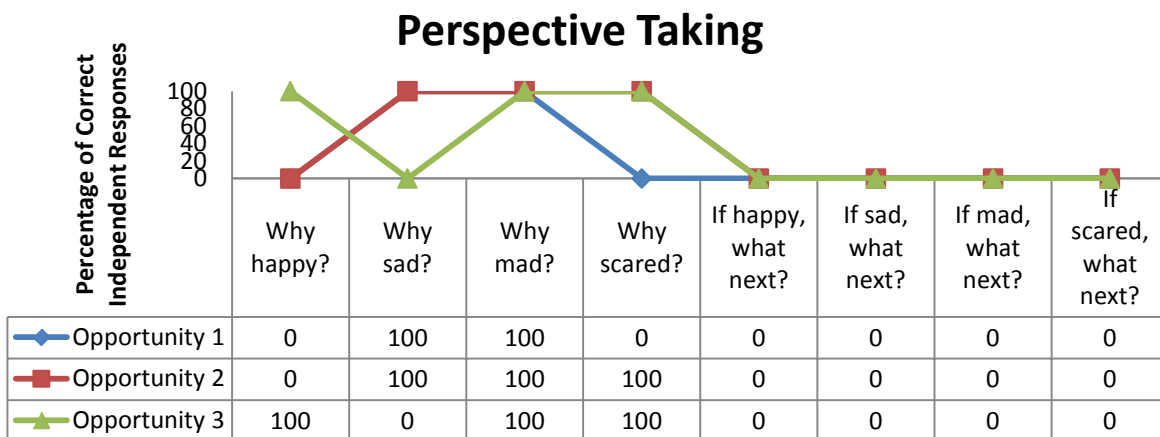 Perspective Taking
Percentage of Correct
Independent Responses
100
80
60
40
20
0
Why
happy?
Why
sad?
Why
mad?
Why
scared?
If happy,
what
next?
If sad,
what
next?
If mad,
what
next?
If
scared,
what
next?
Opportunity 1 0 100 100 0 0 0 0 0
Opportunity 2 0 100 100 100 0 0 0 0
Opportunity 3 100 0 100 100 0 0 0 0